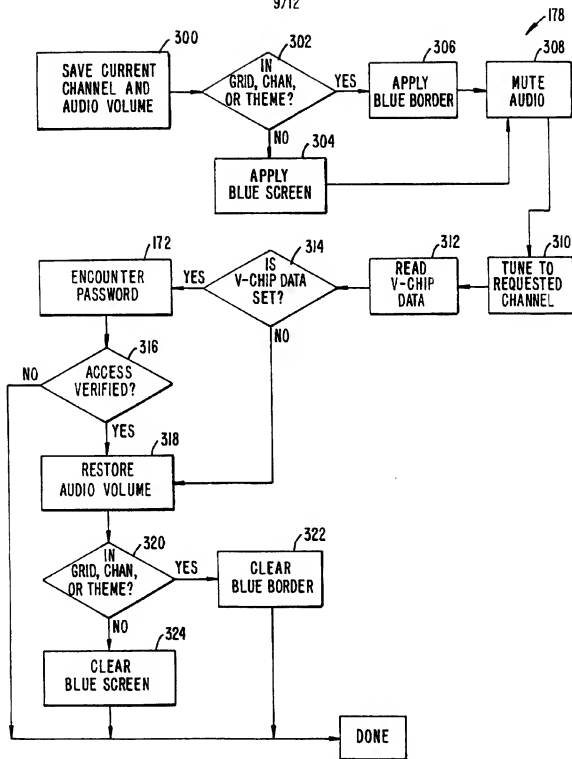 9/12
178
300
SAVE CURRENT
CHANNEL AND
AUDIO VOLUME
302
IN
GRID, CHAN,
OR THEME?
YES
NO
306
APPLY
BLUE BORDER
308
MUTE
AUDIO
304
APPLY
BLUE SCREEN
310
TUNE TO
REQUESTED
CHANNEL
312
READ
V-CHIP
DATA
314
IS
V-CHIP DATA
SET?
YES
NO
172
ENCOUNTER
PASSWORD
316
ACCESS
VERIFIED?
NO
YES
318
RESTORE
AUDIO VOLUME
320
IN
GRID, CHAN,
OR THEME?
YES
NO
322
CLEAR
BLUE BORDER
324
CLEAR
BLUE SCREEN
DONE